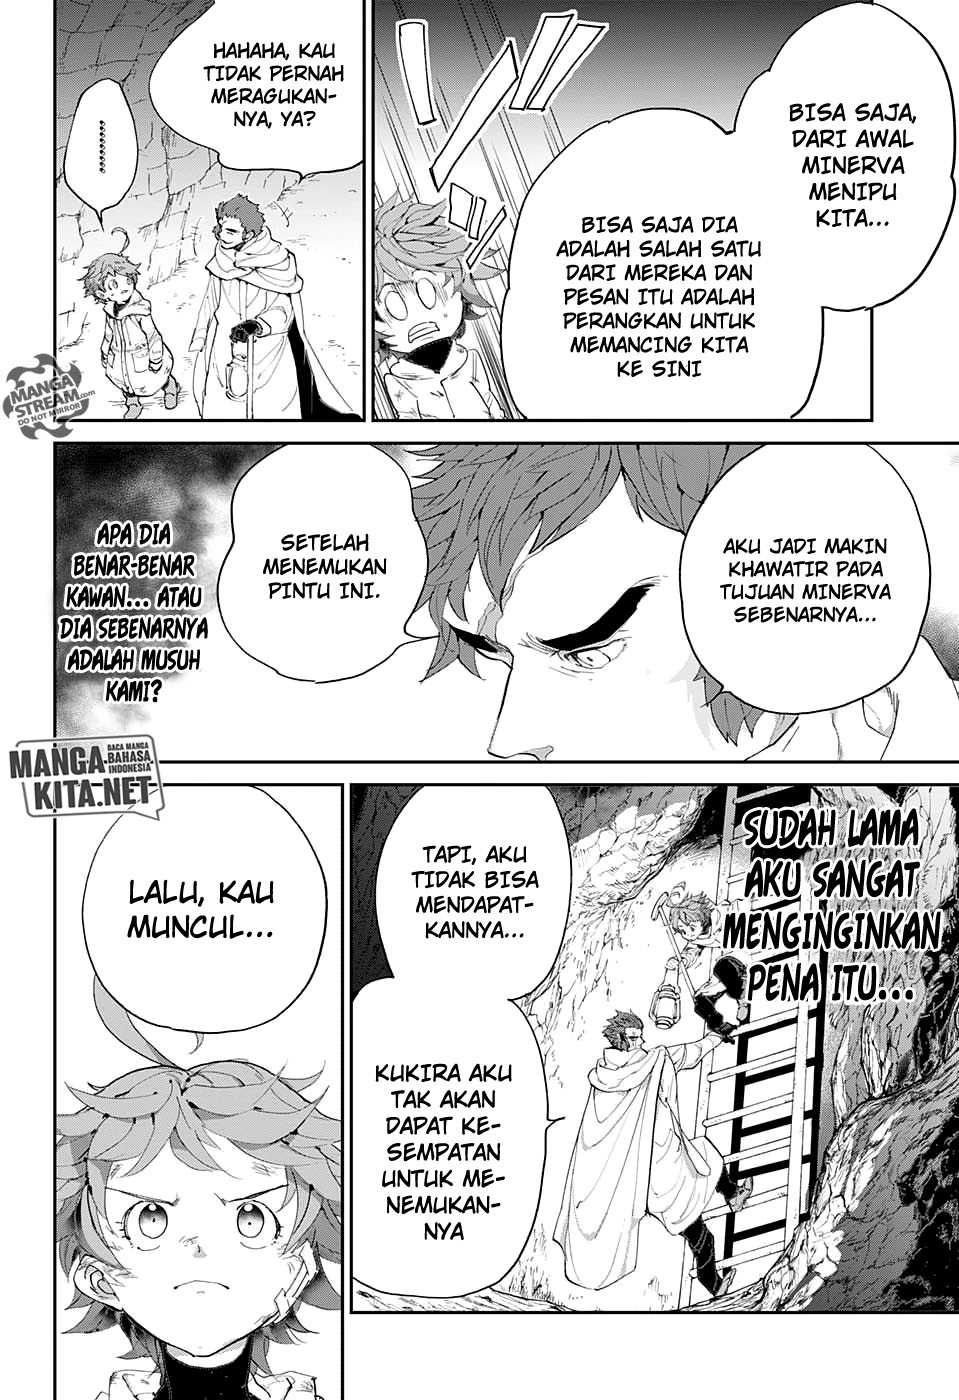 BISA SAJA,
DARI AWAL
MINERVA
MENIPU
KITA...
BISA SAJA DIA
ADALAH SALAH SATU
DARI MEREKA DAN
PESAN ITU ADALAH
PERANGKAN UNTUK
MEMANCING KITA
KE SINI
HAHAHA, KAU
TIDAK PERNAH
MERAGUKAN-
NYA, YA?
..........
MANGA
STREAM.com
DO NOT MIRROR
AKU JADI MAKIN
KHAWATIR PADA
TUJUAN MINERVA
SEBENARNYA...
SETELAH
MENEMUKAN
PINTU INI.
APA DIA
BENAR-BENAR
KAWAN... ATAU
DIA SEBENARNYA
ADALAH MUSUH
KAMI?
MANGA
KITA.NET
BACA MANGA
BAHASA
INDONESIA
SUDAH LAMA
AKU SANGAT
MENGINGINKAN
PENA ITU...
TAPI, AKU
TIDAK BISA
MENDAPAT-
KANNYA...
KUKIRA AKU
TAK AKAN
DAPAT KE-
SEMPATAN
UNTUK ME-
NEMUKAN-
NYA
LALU, KAU
MUNCUL...